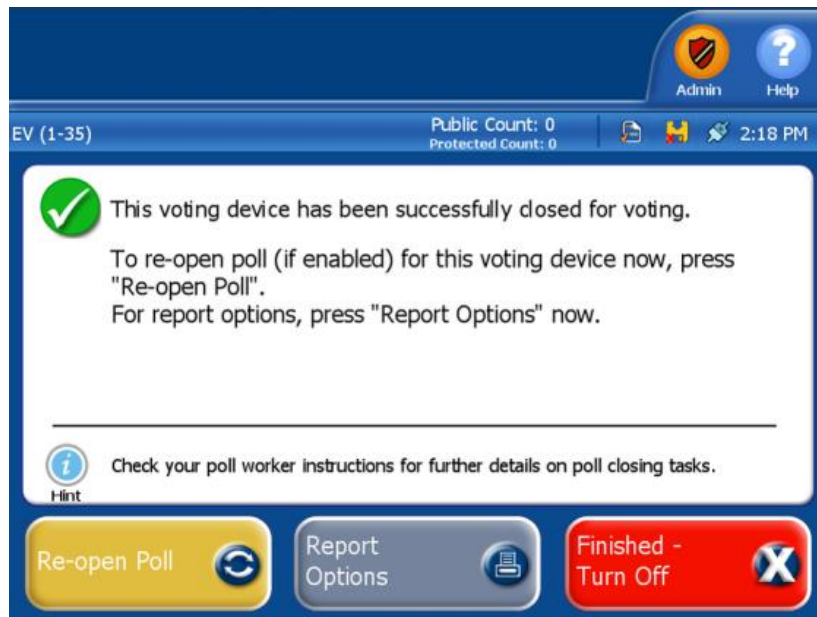 Admin
Help
EV (1-35)
Public Count: 0
Protected Count: 0
2:18 PM
This voting device has been successfully closed for voting.
To re-open poll (if enabled) for this voting device now, press
"Re-open Poll".
For report options, press "Report Options" now.
Hint
Check your poll worker instructions for further details on poll closing tasks.
Re-open Poll
Report
Options
Finished -
Turn Off